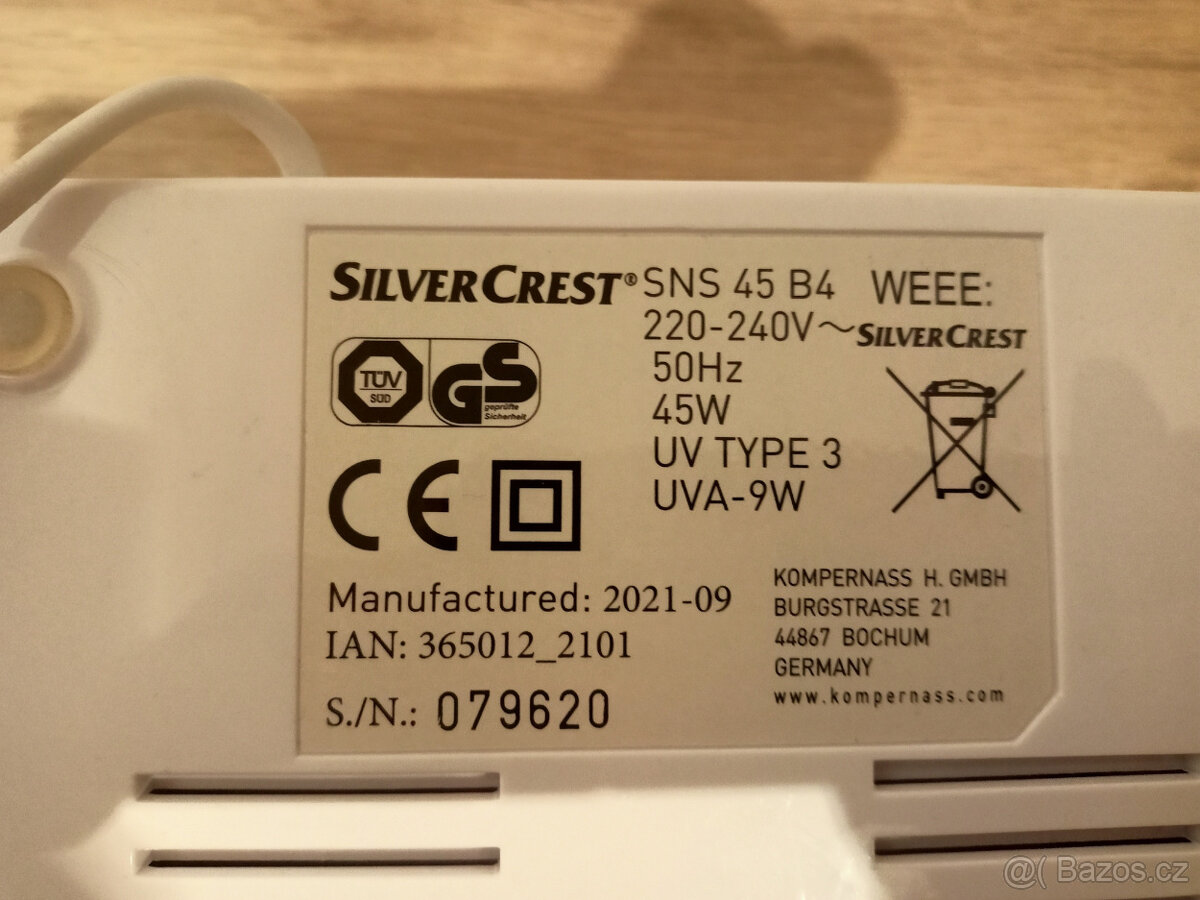 SILVERCREST® SNS 45 B4
220-240V~
50Hz
45W
UV TYPE 3
UVA-9W
WEEE:
SILVERCREST
TÜV
SÜD
GS
geprüfte
Sicherheit
CE
Manufactured: 2021-09
IAN: 365012_2101
S./N.: 079620
KOMPERNASS H. GMBH
BURGSTRASSE 21
44867 BOCHUM
GERMANY
www.kompernass.com
@( Bazos.cz